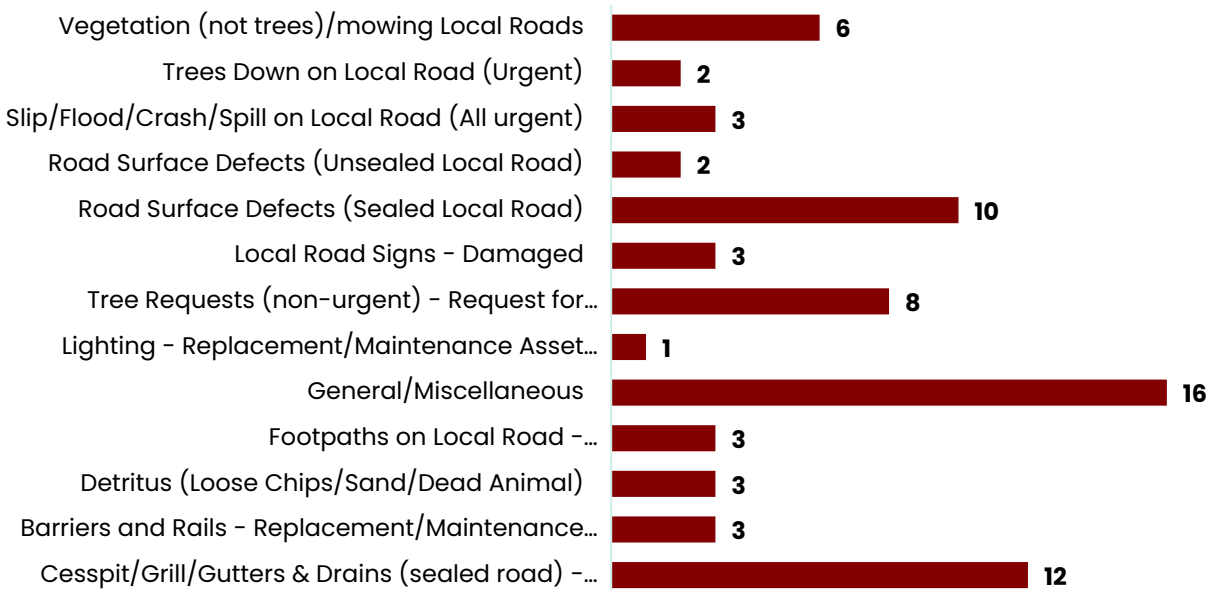 Vegetation (not trees)/mowing Local Roads 6
Trees Down on Local Road (Urgent) 2
Slip/Flood/Crash/Spill on Local Road (All urgent) 3
Road Surface Defects (Unsealed Local Road) 2
Road Surface Defects (Sealed Local Road) 10
Local Road Signs - Damaged 3
Tree Requests (non-urgent) - Request for… 8
Lighting - Replacement/Maintenance Asset… 1
General/Miscellaneous 16
Footpaths on Local Road -… 3
Detritus (Loose Chips/Sand/Dead Animal) 3
Barriers and Rails - Replacement/Maintenance… 3
Cesspit/Grill/Gutters & Drains (sealed road) -… 12